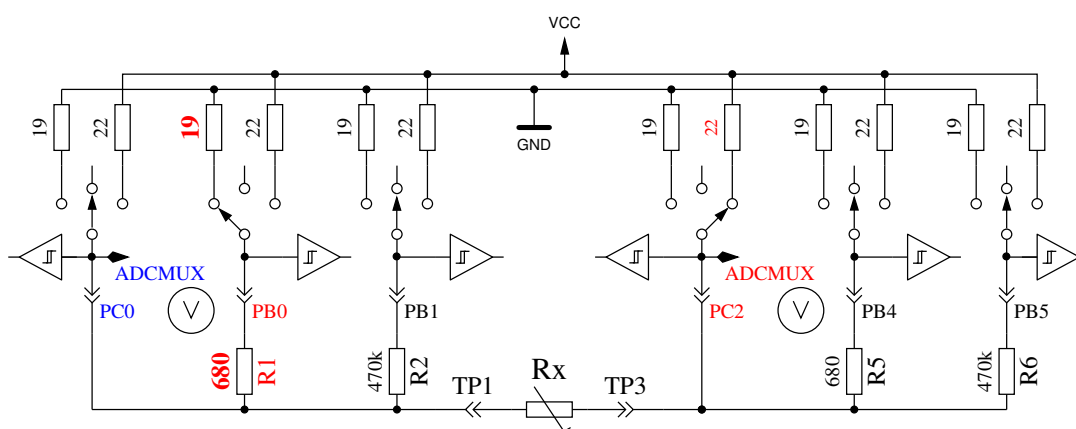 VCC
19
22
19
22
19
22
19
22
19
22
19
22
GND
ADCMUX
ADCMUX
PC0
V
PB0
PB1
PC2
V
PB4
PB5
680
R1
470k
R2
TP1
Rx
TP3
680
R5
470k
R6